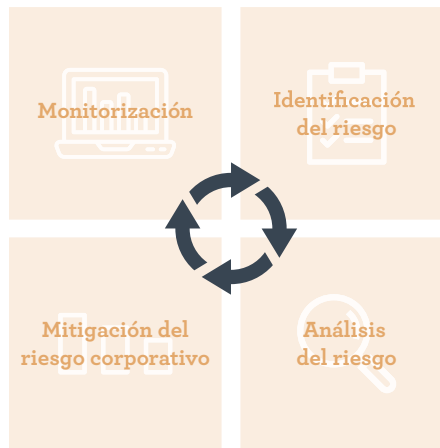 Monitorización
Identificación
del riesgo
Mitigación del
riesgo corporativo
Análisis
del riesgo